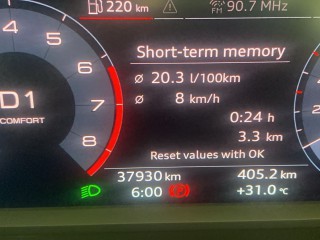 220 km
FM 90.7 MHz
Short-term memory
Ø 20.3 l/100km
Ø 8 km/h
0:24 h
3.3 km
Reset values with OK
8
7
6
5
4
D1
COMFORT
37930 km
405.2 km
6:00
+31.0 °C